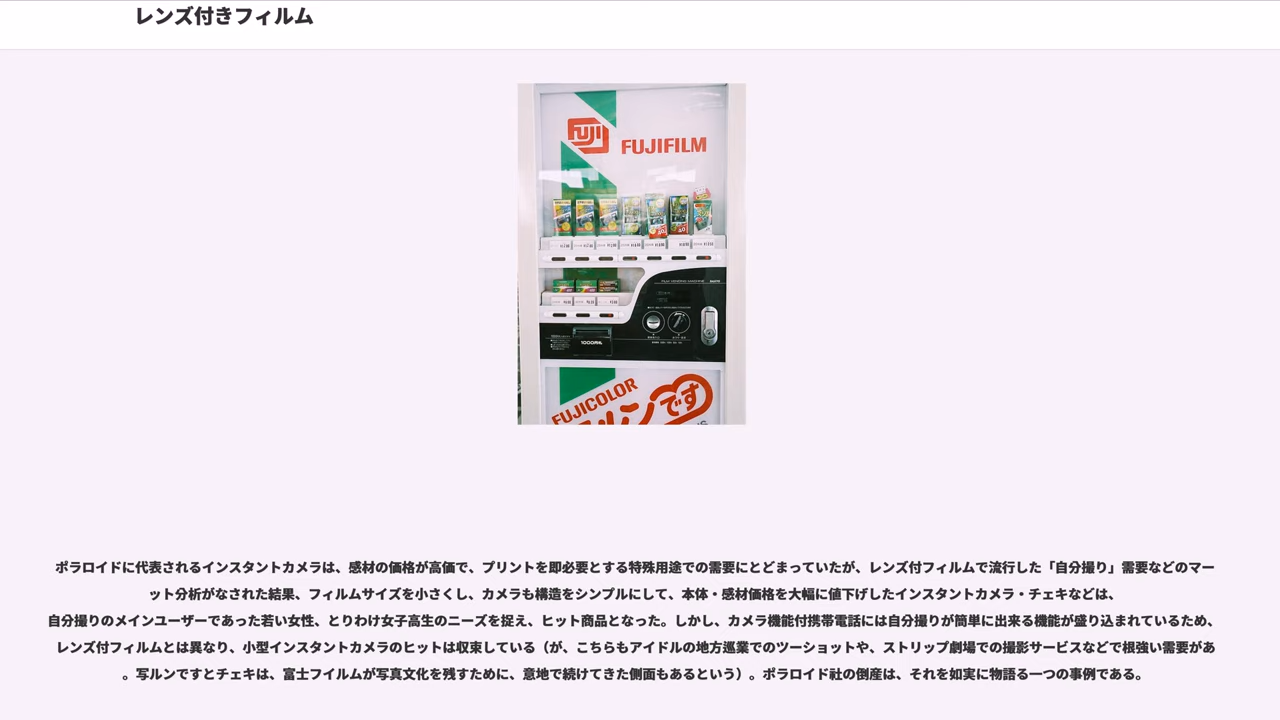 レンズ付きフィルム
FUJI
FUJIFILM
FILM VENDING MACHINE
1000円札
FUJICOLOR
ルンです
ポラロイドに代表されるインスタントカメラは、感材の価格が高価で、プリントを即必要とする特殊用途での需要にとどまっていたが、レンズ付フィルムで流行した「自分撮り」需要などのマー
ット分析がなされた結果、フィルムサイズを小さくし、カメラも構造をシンプルにして、本体・感材価格を大幅に値下げしたインスタントカメラ・チェキなどは、
自分撮りのメインユーザーであった若い女性、とりわけ女子高生のニーズを捉え、ヒット商品となった。しかし、カメラ機能付携帯電話には自分撮りが簡単に出来る機能が盛り込まれているため、
レンズ付フィルムとは異なり、小型インスタントカメラのヒットは収束している（が、こちらもアイドルの地方巡業でのツーショットや、ストリップ劇場での撮影サービスなどで根強い需要があ
。写ルンですとチェキは、富士フイルムが写真文化を残すために、意地で続けてきた側面もあるという）。ポラロイド社の倒産は、それを如実に物語る一つの事例である。